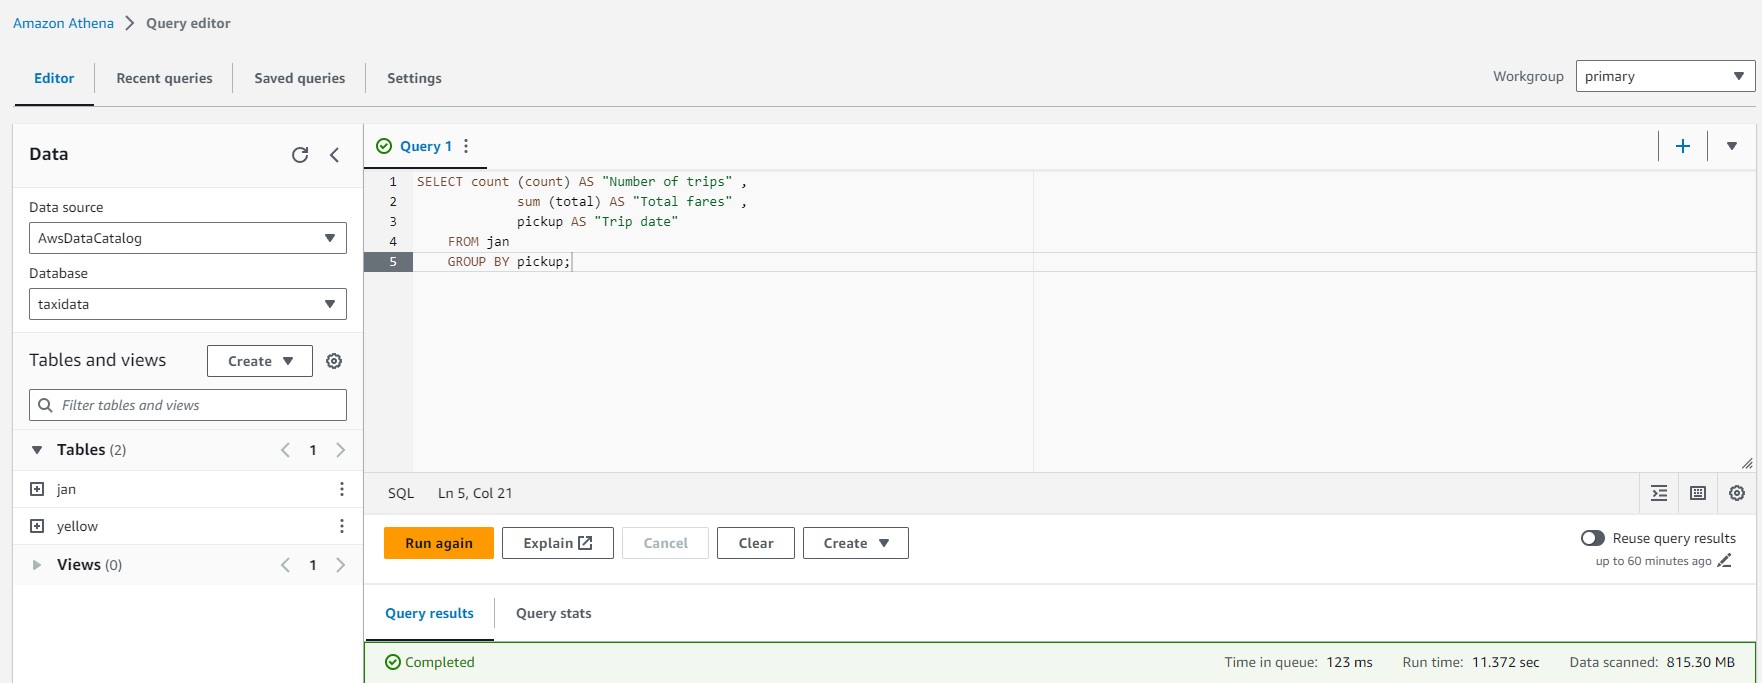 Amazon Athena > Query editor
Editor Recent queries Saved queries Settings
Workgroup primary
Data
Data source
AwsDataCatalog
Database
taxidata
Tables and views Create
Filter tables and views
Tables (2) < 1 >
jan
yellow
Views (0) < 1 >
Query 1
1 SELECT count (count) AS "Number of trips" ,
2 sum (total) AS "Total fares" ,
3 pickup AS "Trip date"
4 FROM jan
5 GROUP BY pickup;
SQL Ln 5, Col 21
Run again Explain Cancel Clear Create
Reuse query results
up to 60 minutes ago
Query results Query stats
Completed Time in queue: 123 ms Run time: 11.372 sec Data scanned: 815.30 MB